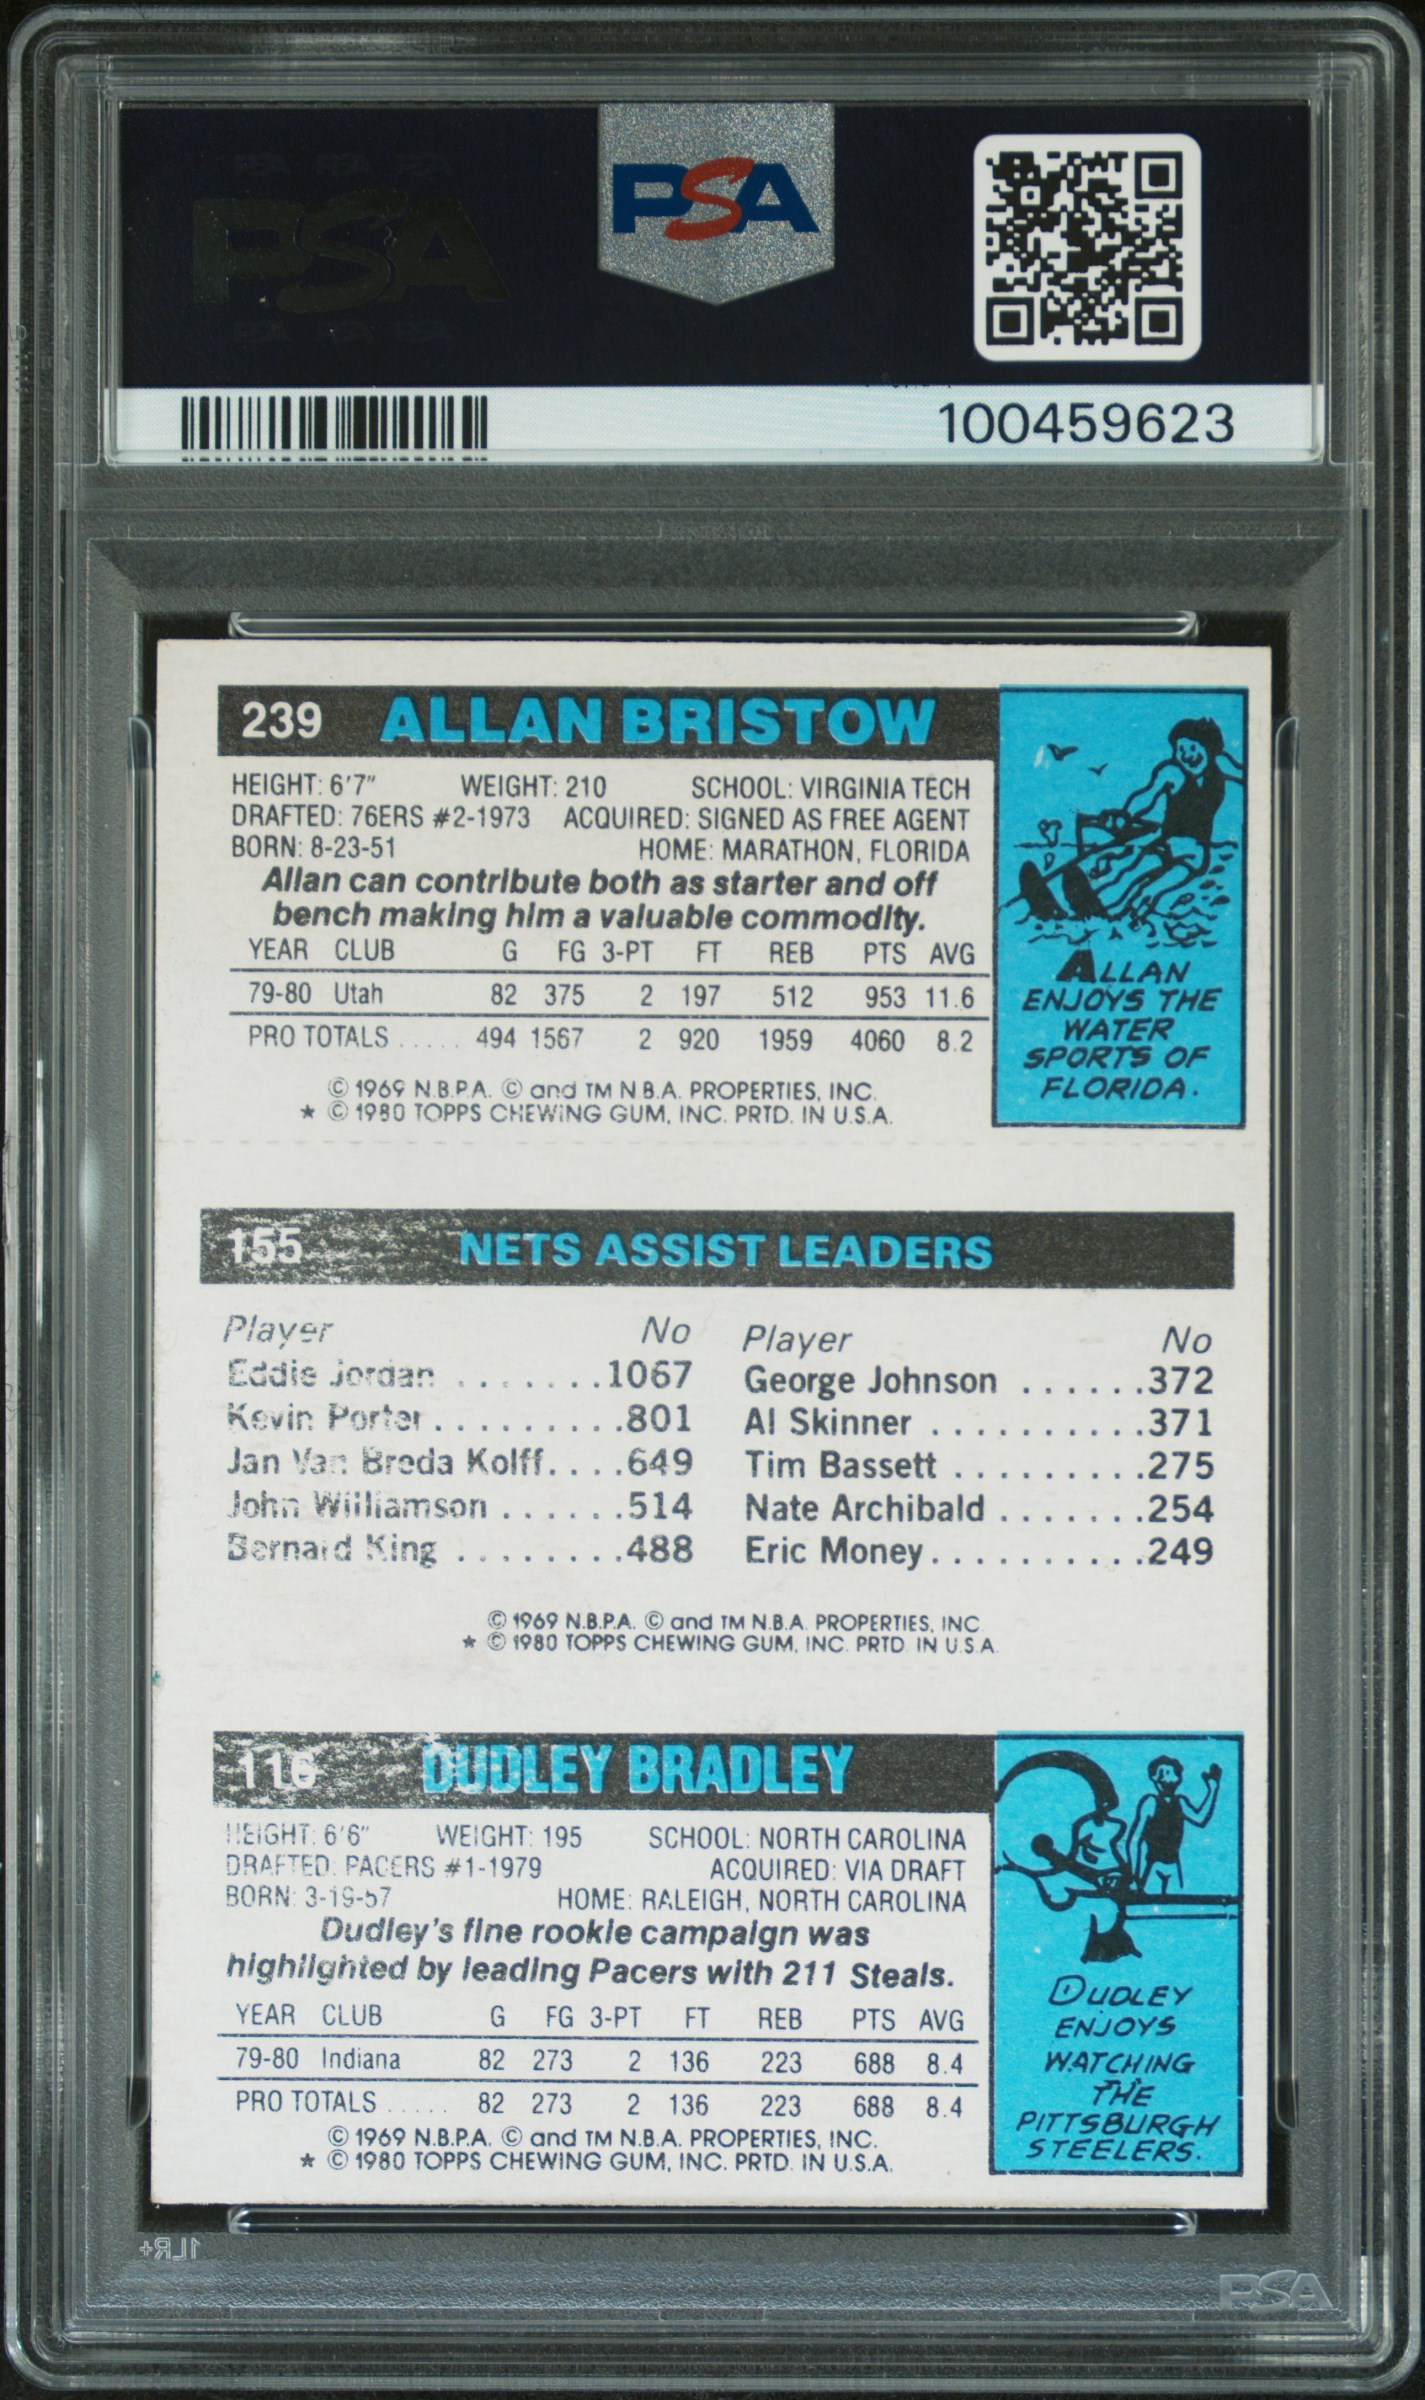 PSA
PSA
100459623
239 ALLAN BRISTOW
HEIGHT: 6'7" WEIGHT: 210 SCHOOL: VIRGINIA TECH
DRAFTED: 76ERS #2-1973 ACQUIRED: SIGNED AS FREE AGENT
BORN: 8-23-51 HOME: MARATHON, FLORIDA
Allan can contribute both as starter and off
bench making him a valuable commodity.
YEAR CLUB G FG 3-PT FT REB PTS AVG
79-80 Utah 82 375 2 197 512 953 11.6
PRO TOTALS ..... 494 1567 2 920 1959 4060 8.2
© 1969 N.B.P.A. © and TM N.B.A. PROPERTIES, INC.
* © 1980 TOPPS CHEWING GUM, INC. PRTD. IN U.S.A.
ALLAN
ENJOYS THE
WATER
SPORTS OF
FLORIDA.
155 NETS ASSIST LEADERS
Player No Player No
Eddie Jordan .......1067 George Johnson ......372
Kevin Porter.........801 Al Skinner ..........371
Jan Van Breda Kolff....649 Tim Bassett .........275
John Williamson ......514 Nate Archibald .......254
Bernard King ........488 Eric Money..........249
© 1969 N.B.P.A. © and TM N.B.A. PROPERTIES, INC.
* © 1980 TOPPS CHEWING GUM, INC. PRTD. IN U.S.A.
116 DUDLEY BRADLEY
HEIGHT: 6'6" WEIGHT: 195 SCHOOL: NORTH CAROLINA
DRAFTED: PACERS #1-1979 ACQUIRED: VIA DRAFT
BORN: 3-19-57 HOME: RALEIGH, NORTH CAROLINA
Dudley's fine rookie campaign was
highlighted by leading Pacers with 211 Steals.
YEAR CLUB G FG 3-PT FT REB PTS AVG
79-80 Indiana 82 273 2 136 223 688 8.4
PRO TOTALS ..... 82 273 2 136 223 688 8.4
© 1969 N.B.P.A. © and TM N.B.A. PROPERTIES, INC.
* © 1980 TOPPS CHEWING GUM, INC. PRTD. IN U.S.A.
DUDLEY
ENJOYS
WATCHING
THE
PITTSBURGH
STEELERS.
1LR+
PSA